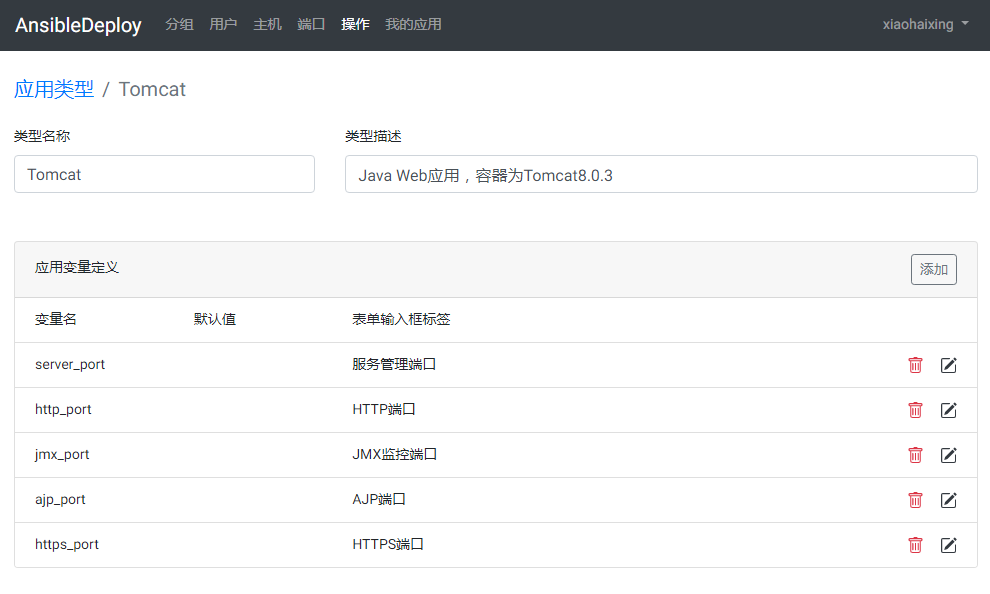 AnsibleDeploy 分组 用户 主机 端口 操作 我的应用 xiaohaixing
应用类型 / Tomcat
类型名称 类型描述
Tomcat Java Web应用，容器为Tomcat8.0.3
应用变量定义 添加
变量名 默认值 表单输入框标签
server_port 服务管理端口
http_port HTTP端口
jmx_port JMX监控端口
ajp_port AJP端口
https_port HTTPS端口